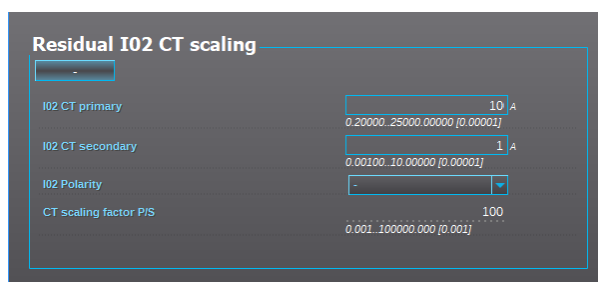 Residual I02 CT scaling
-
I02 CT primary 10 A
0.20000..25000.00000 [0.00001]
I02 CT secondary 1 A
0.00100..10.00000 [0.00001]
I02 Polarity -
CT scaling factor P/S 100
0.001..100000.000 [0.001]